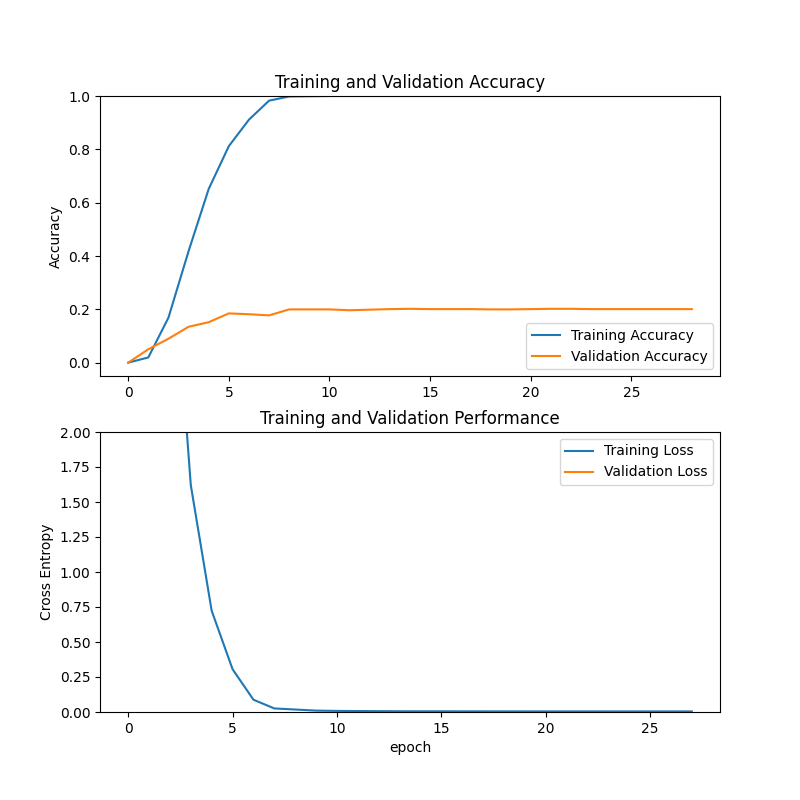 Training and Validation Accuracy
Accuracy
1.0
0.8
0.6
0.4
0.2
0.0
0 5 10 15 20 25
Training Accuracy
Validation Accuracy
Training and Validation Performance
Cross Entropy
2.00
1.75
1.50
1.25
1.00
0.75
0.50
0.25
0.00
0 5 10 15 20 25
epoch
Training Loss
Validation Loss